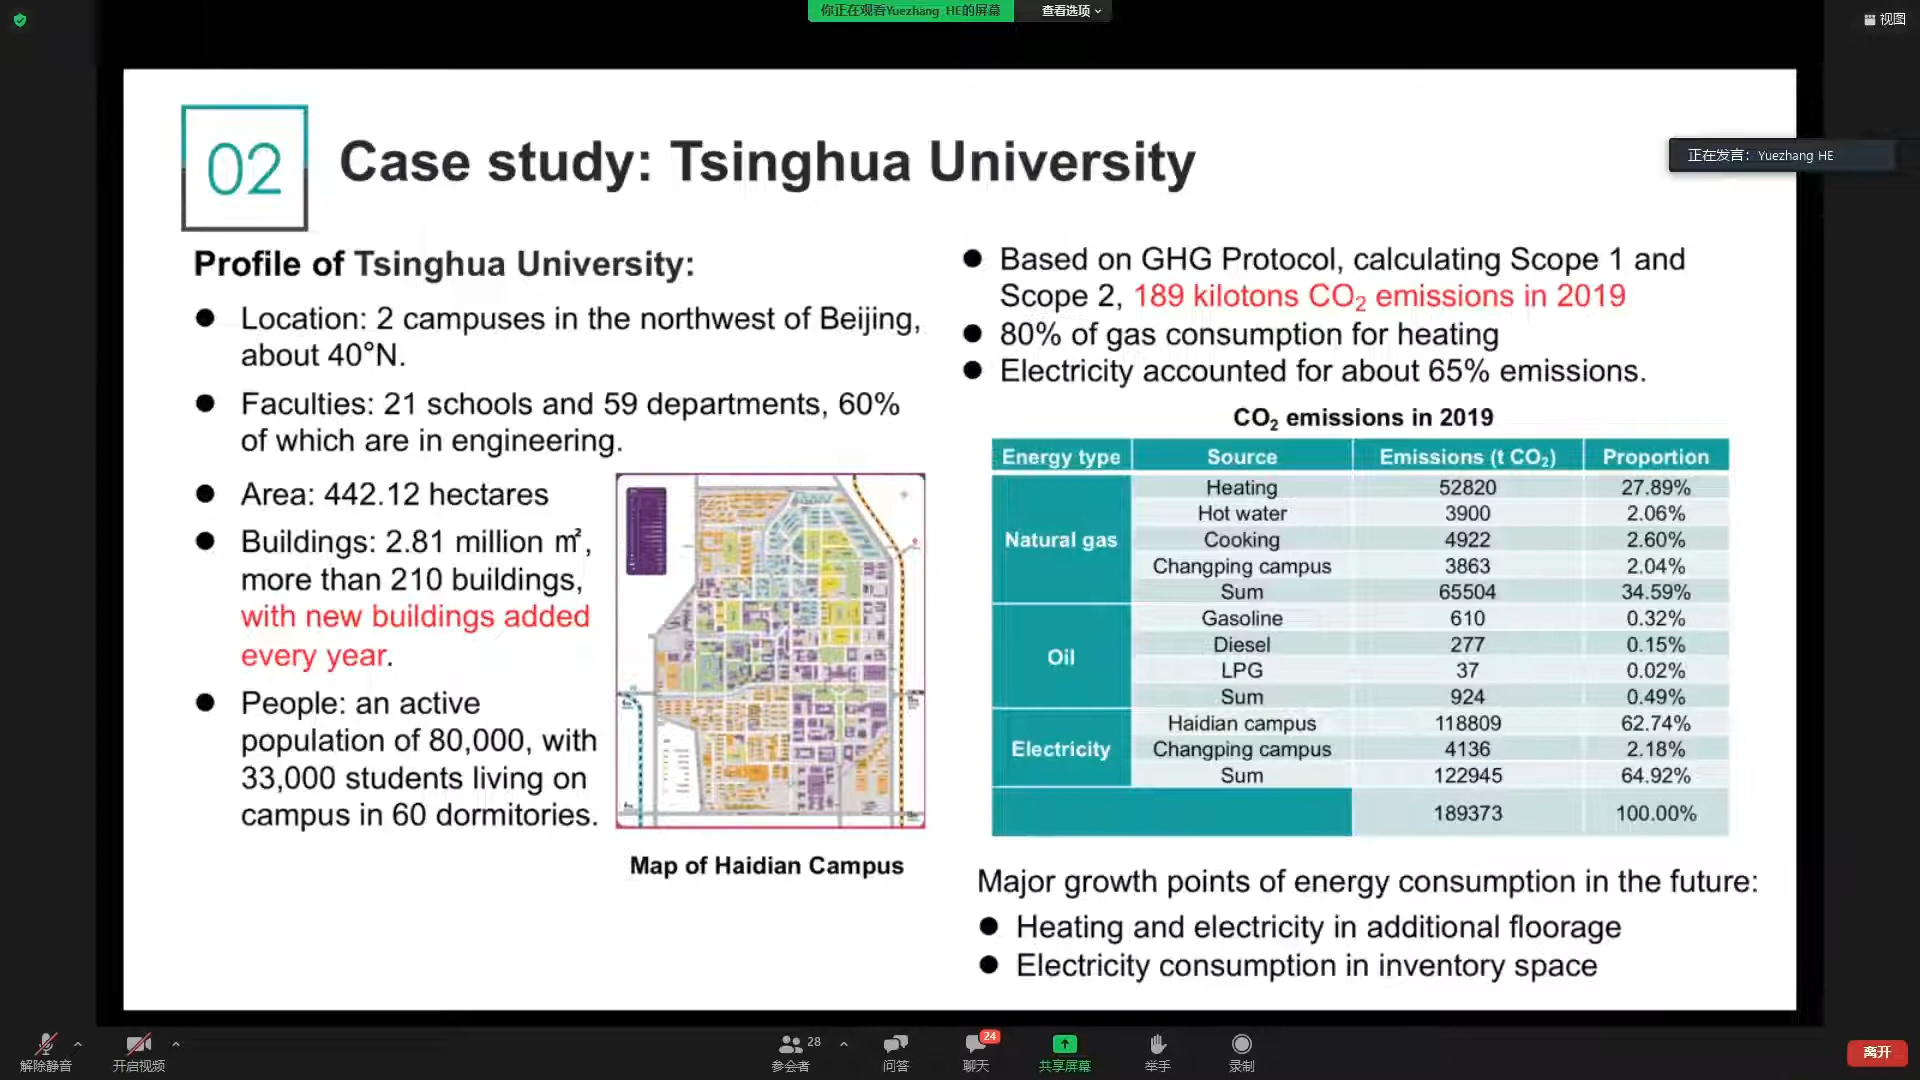 你正在观看Yuezhang HE的屏幕
查看选项
视图
正在发言: Yuezhang HE
02
Case study: Tsinghua University
Profile of Tsinghua University:
● Location: 2 campuses in the northwest of Beijing,
about 40°N.
● Faculties: 21 schools and 59 departments, 60%
of which are in engineering.
● Area: 442.12 hectares
● Buildings: 2.81 million ㎡,
more than 210 buildings,
with new buildings added
every year.
● People: an active
population of 80,000, with
33,000 students living on
campus in 60 dormitories.
Map of Haidian Campus
● Based on GHG Protocol, calculating Scope 1 and
Scope 2, 189 kilotons CO₂ emissions in 2019
● 80% of gas consumption for heating
● Electricity accounted for about 65% emissions.
CO₂ emissions in 2019
Energy type Source Emissions (t CO₂) Proportion
Natural gas
Heating 52820 27.89%
Hot water 3900 2.06%
Cooking 4922 2.60%
Changping campus 3863 2.04%
Sum 65504 34.59%
Oil
Gasoline 610 0.32%
Diesel 277 0.15%
LPG 37 0.02%
Sum 924 0.49%
Electricity
Haidian campus 118809 62.74%
Changping campus 4136 2.18%
Sum 122945 64.92%
189373 100.00%
Major growth points of energy consumption in the future:
● Heating and electricity in additional floorage
● Electricity consumption in inventory space
解除静音
开启视频
28
参会者
问答
24
聊天
共享屏幕
举手
录制
离开